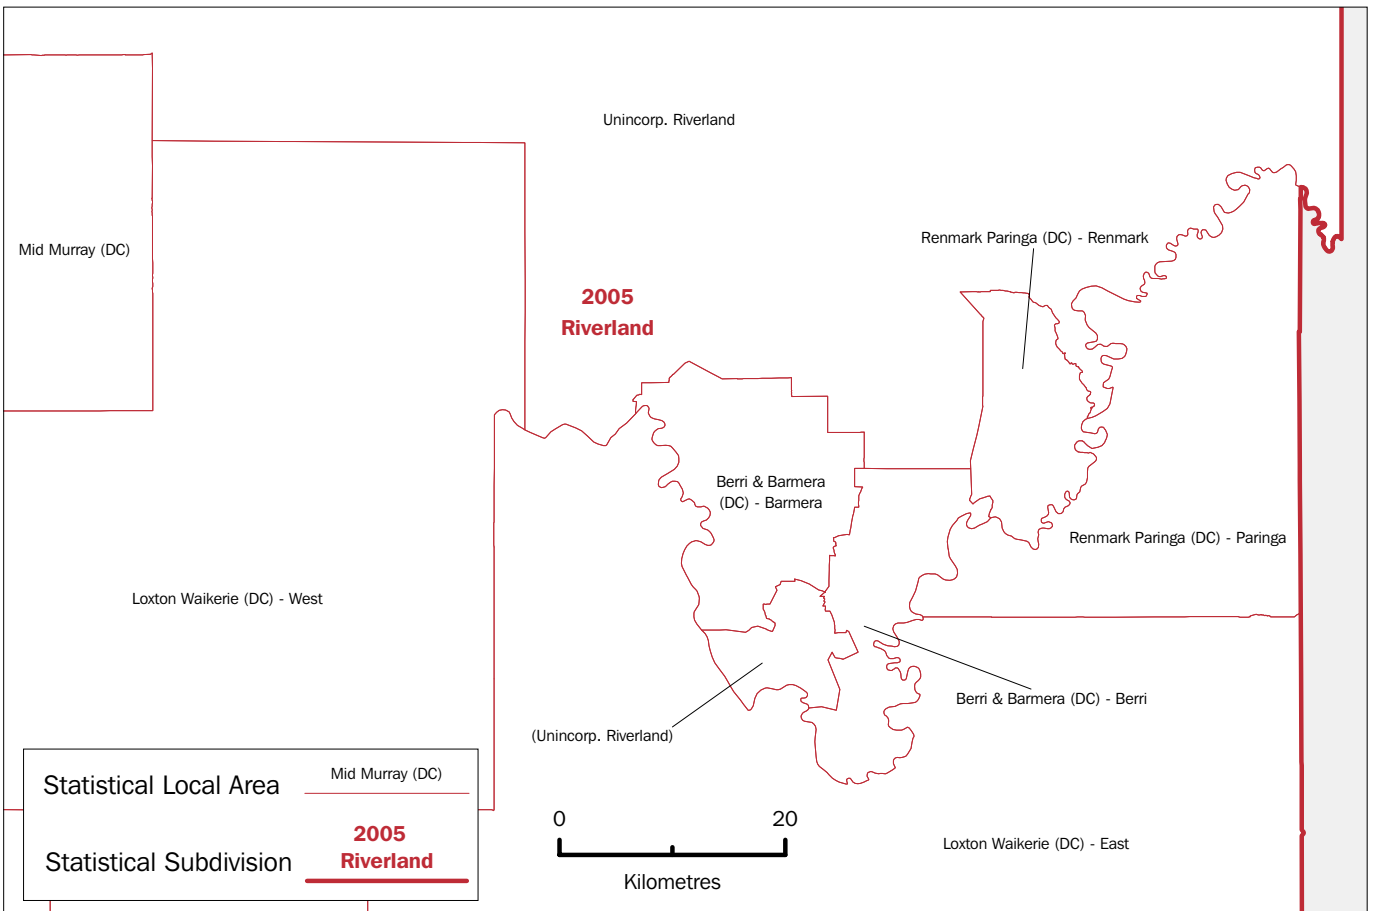 Unincorp. Riverland
Mid Murray (DC)
Renmark Paringa (DC) - Renmark
2005
Riverland
Berri & Barmera
(DC) - Barmera
Renmark Paringa (DC) - Paringa
Loxton Waikerie (DC) - West
Berri & Barmera (DC) - Berri
(Unincorp. Riverland)
Loxton Waikerie (DC) - East
Statistical Local Area
Mid Murray (DC)
Statistical Subdivision
2005
Riverland
0 20
Kilometres